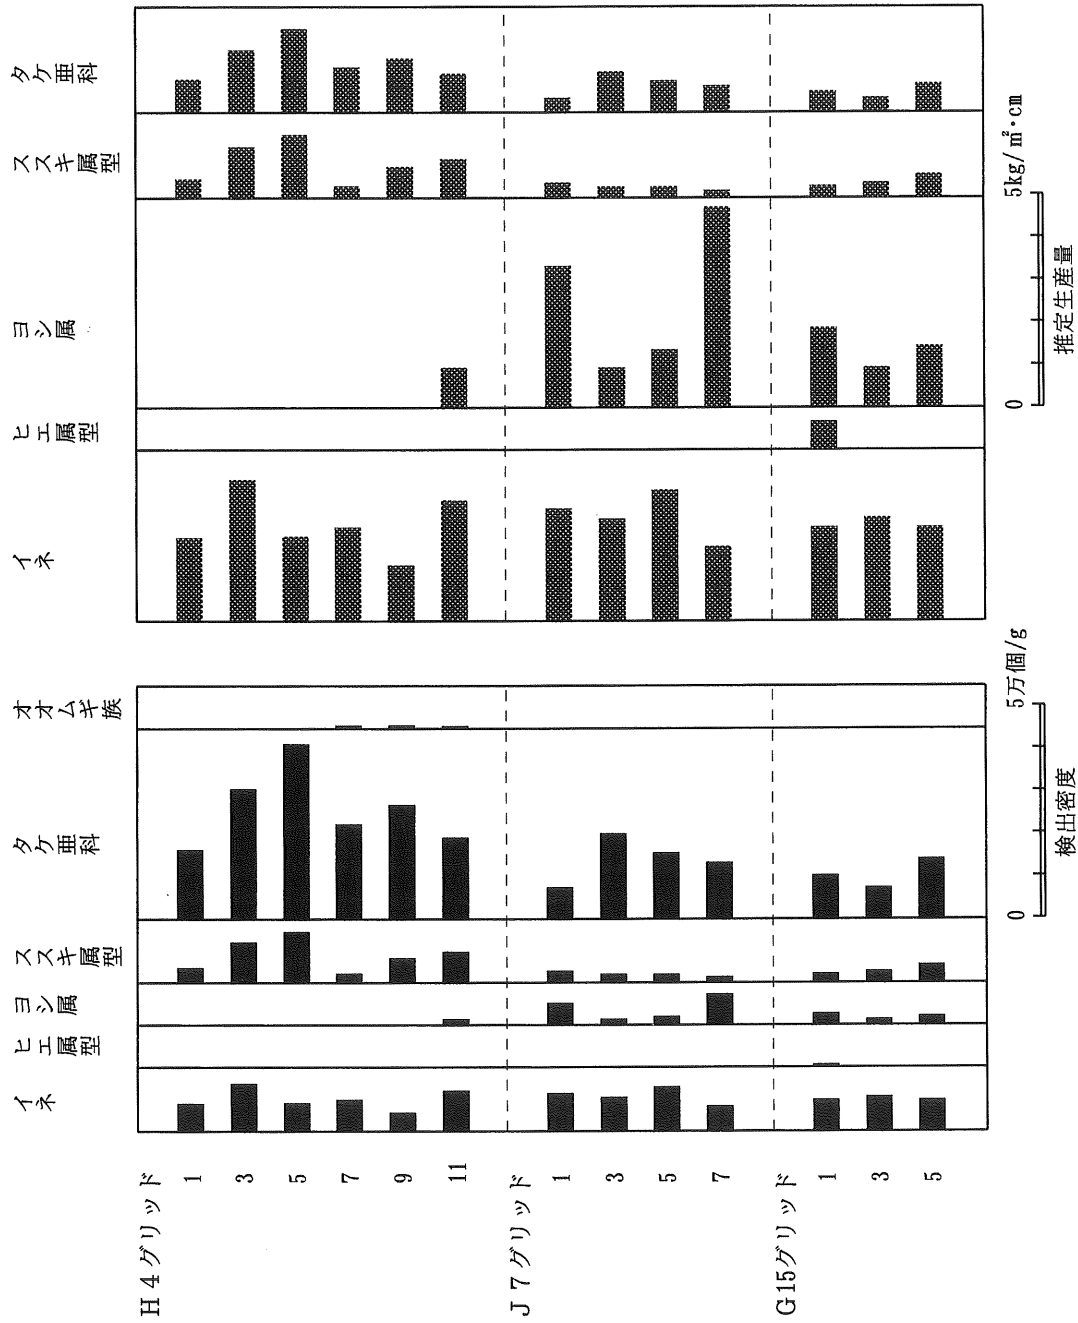 イネ
ヒエ属型
ヨシ属
ススキ属型
タケ亜科
オオムギ族
イネ
ヒエ属型
ヨシ属
ススキ属型
タケ亜科
H4グリッド
1
3
5
7
9
11
J7グリッド
1
3
5
7
G15グリッド
1
3
5
0
5万個/g
検出密度
0
5kg/㎡・cm
推定生産量